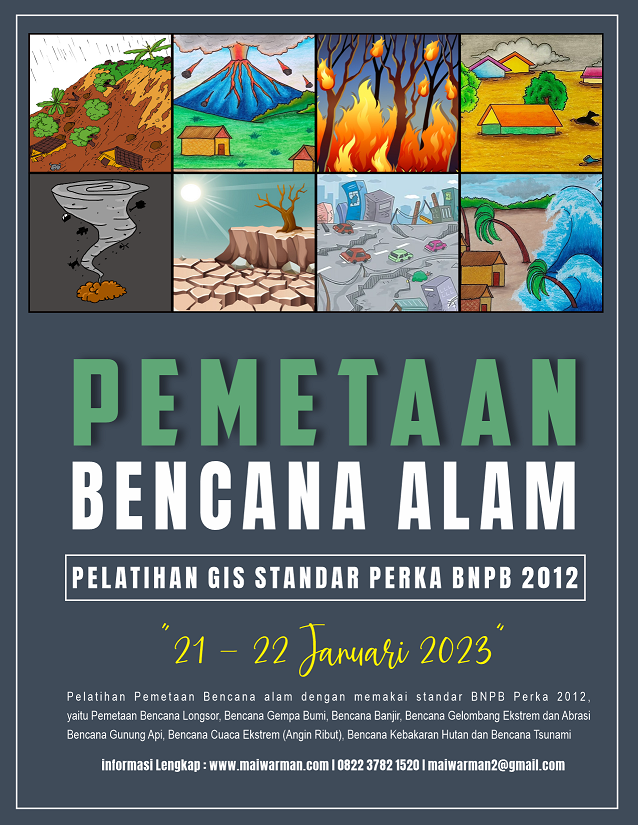 PEMETAAN
BENCANA ALAM
PELATIHAN GIS STANDAR PERKA BNPB 2012
"21 - 22 Januari 2023"
Pelatihan Pemetaan Bencana alam dengan memakai standar BNPB Perka 2012,
yaitu Pemetaan Bencana Longsor, Bencana Gempa Bumi, Bencana Banjir, Bencana Gelombang Ekstrem dan Abrasi
Bencana Gunung Api, Bencana Cuaca Ekstrem (Angin Ribut), Bencana Kebakaran Hutan dan Bencana Tsunami
informasi Lengkap : www.maiwarman.com I 0822 3782 1520 I maiwarman2@gmail.com